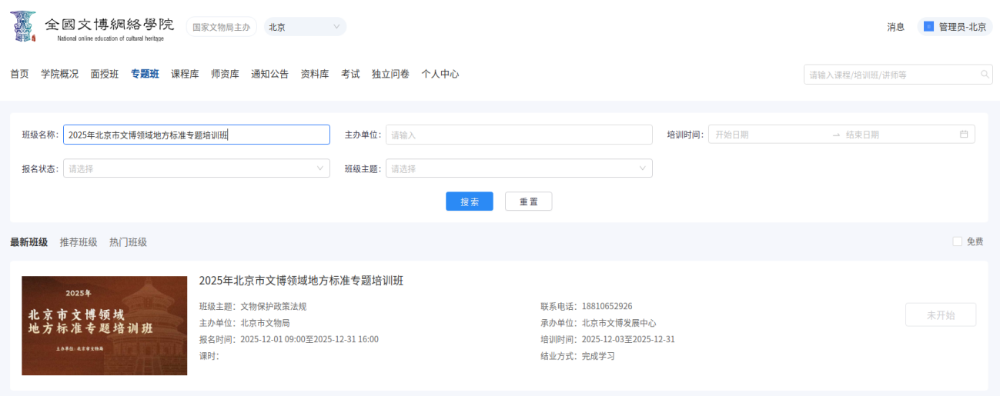 全國文博網絡學院
National online education of cultural heritage
国家文物局主办
北京
消息
管理员-北京
首页 学院概况 面授班 专题班 课程库 师资库 通知公告 资料库 考试 独立问卷 个人中心
请输入课程/培训班/讲师等
班级名称: 2025年北京市文博领域地方标准专题培训班
主办单位: 请输入
培训时间: 开始日期 → 结束日期
报名状态: 请选择
班级主题: 请选择
搜索 重置
最新班级 推荐班级 热门班级
免费
2025年
北京市文博领域
地方标准专题培训班
主办单位: 北京市文物局
2025年北京市文博领域地方标准专题培训班
班级主题: 文物保护政策法规
联系电话: 18810652926
主办单位: 北京市文物局
承办单位: 北京市文博发展中心
报名时间: 2025-12-01 09:00至2025-12-31 16:00
培训时间: 2025-12-03至2025-12-31
课时:
结业方式: 完成学习
未开始